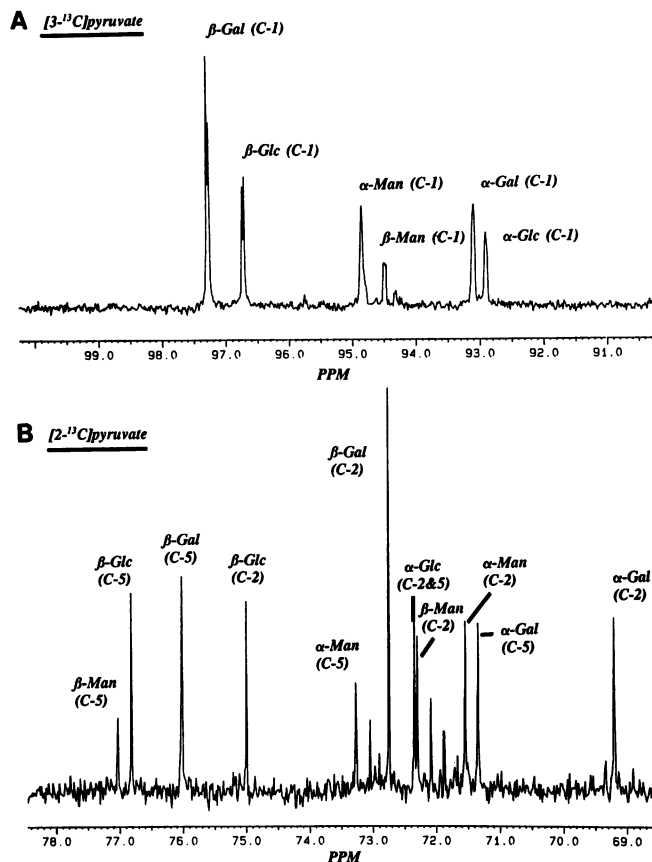 A [3-¹³C]pyruvate
β-Gal (C-1)
β-Glc (C-1)
α-Man (C-1)
α-Gal (C-1)
β-Man (C-1)
α-Glc (C-1)
99.0 98.0 97.0 96.0 95.0 94.0 93.0 92.0 91.0
PPM
B [2-¹³C]pyruvate
β-Gal
(C-2)
β-Glc
(C-5)
β-Gal
(C-5)
β-Glc
(C-2)
α-Glc
(C-2&5)
α-Man
(C-2)
α-Gal
(C-2)
β-Man
(C-2)
α-Man
(C-5)
α-Gal
(C-5)
β-Man
(C-5)
78.0 77.0 76.0 75.0 74.0 73.0 72.0 71.0 70.0 69.0
PPM